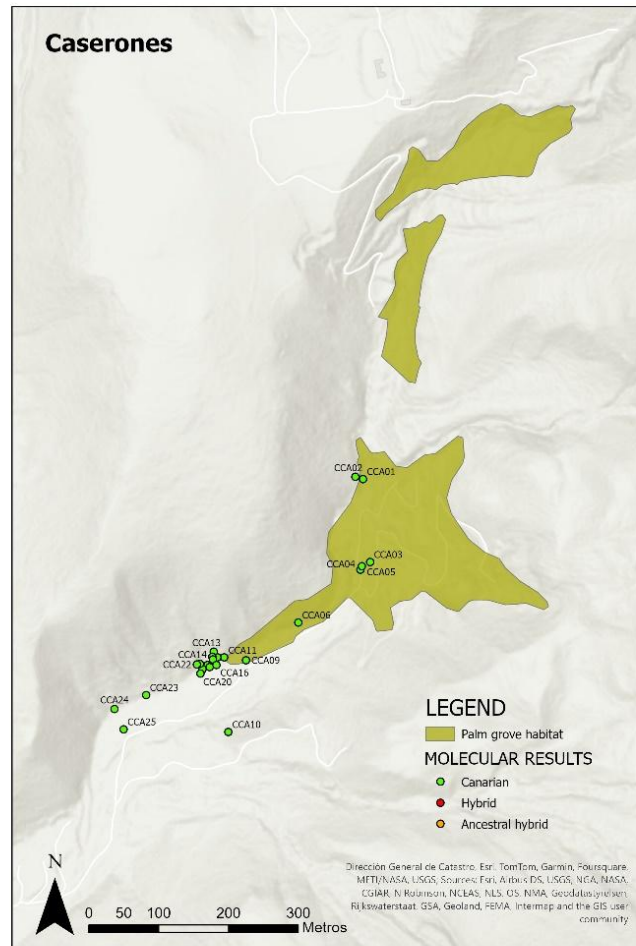 Caserones
CCA02
CCA01
CCA03
CCA04
CCA05
CCA06
CCA13
CCA14
CCA11
CCA22
CCA09
CCA16
CCA20
CCA23
CCA24
CCA25
CCA10
LEGEND
Palm grove habitat
MOLECULAR RESULTS
Canarian
Hybrid
Ancestral hybrid
N
0 50 100 200 300
Metros
Dirección General de Catastro, Esri, TomTom, Garmin, Foursquare,
METI/NASA, USGS, Sources: Esri, Airbus DS, USGS, NGA, NASA,
CGIAR, N Robinson, NCEAS, NLS, OS, NMA, Geodatastyrelsen,
Rijkswaterstaat, GSA, Geoland, FEMA, Intermap and the GIS user
community